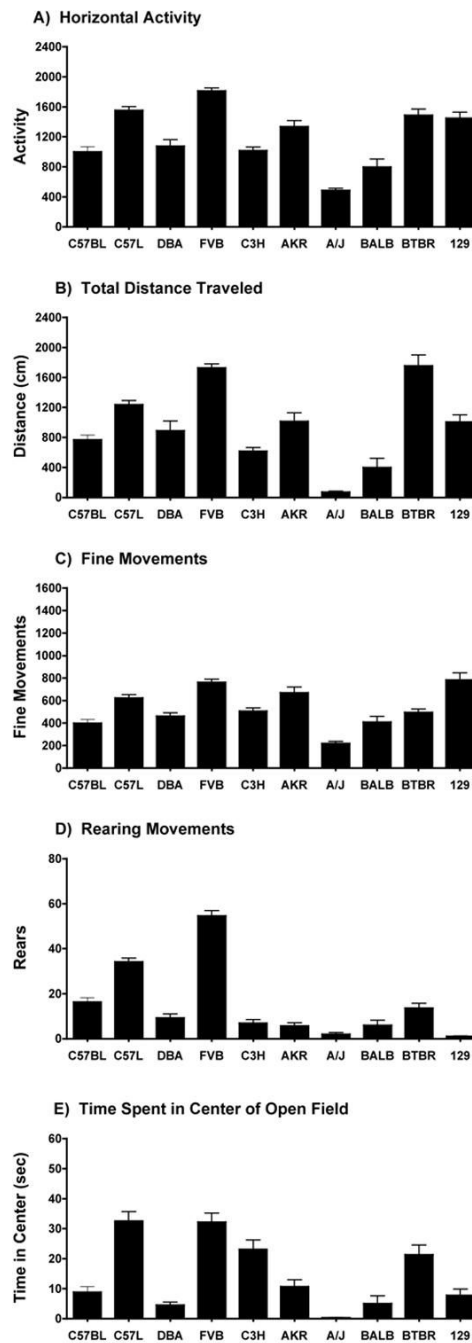 A) Horizontal Activity
2400
2000
1600
1200
800
400
0
Activity
C57BL C57L DBA FVB C3H AKR A/J BALB BTBR 129
B) Total Distance Traveled
2400
2000
1600
1200
800
400
0
Distance (cm)
C57BL C57L DBA FVB C3H AKR A/J BALB BTBR 129
C) Fine Movements
1600
1400
1200
1000
800
600
400
200
0
Fine Movements
C57BL C57L DBA FVB C3H AKR A/J BALB BTBR 129
D) Rearing Movements
80
60
40
20
0
Rears
C57BL C57L DBA FVB C3H AKR A/J BALB BTBR 129
E) Time Spent in Center of Open Field
60
50
40
30
20
10
0
Time in Center (sec)
C57BL C57L DBA FVB C3H AKR A/J BALB BTBR 129